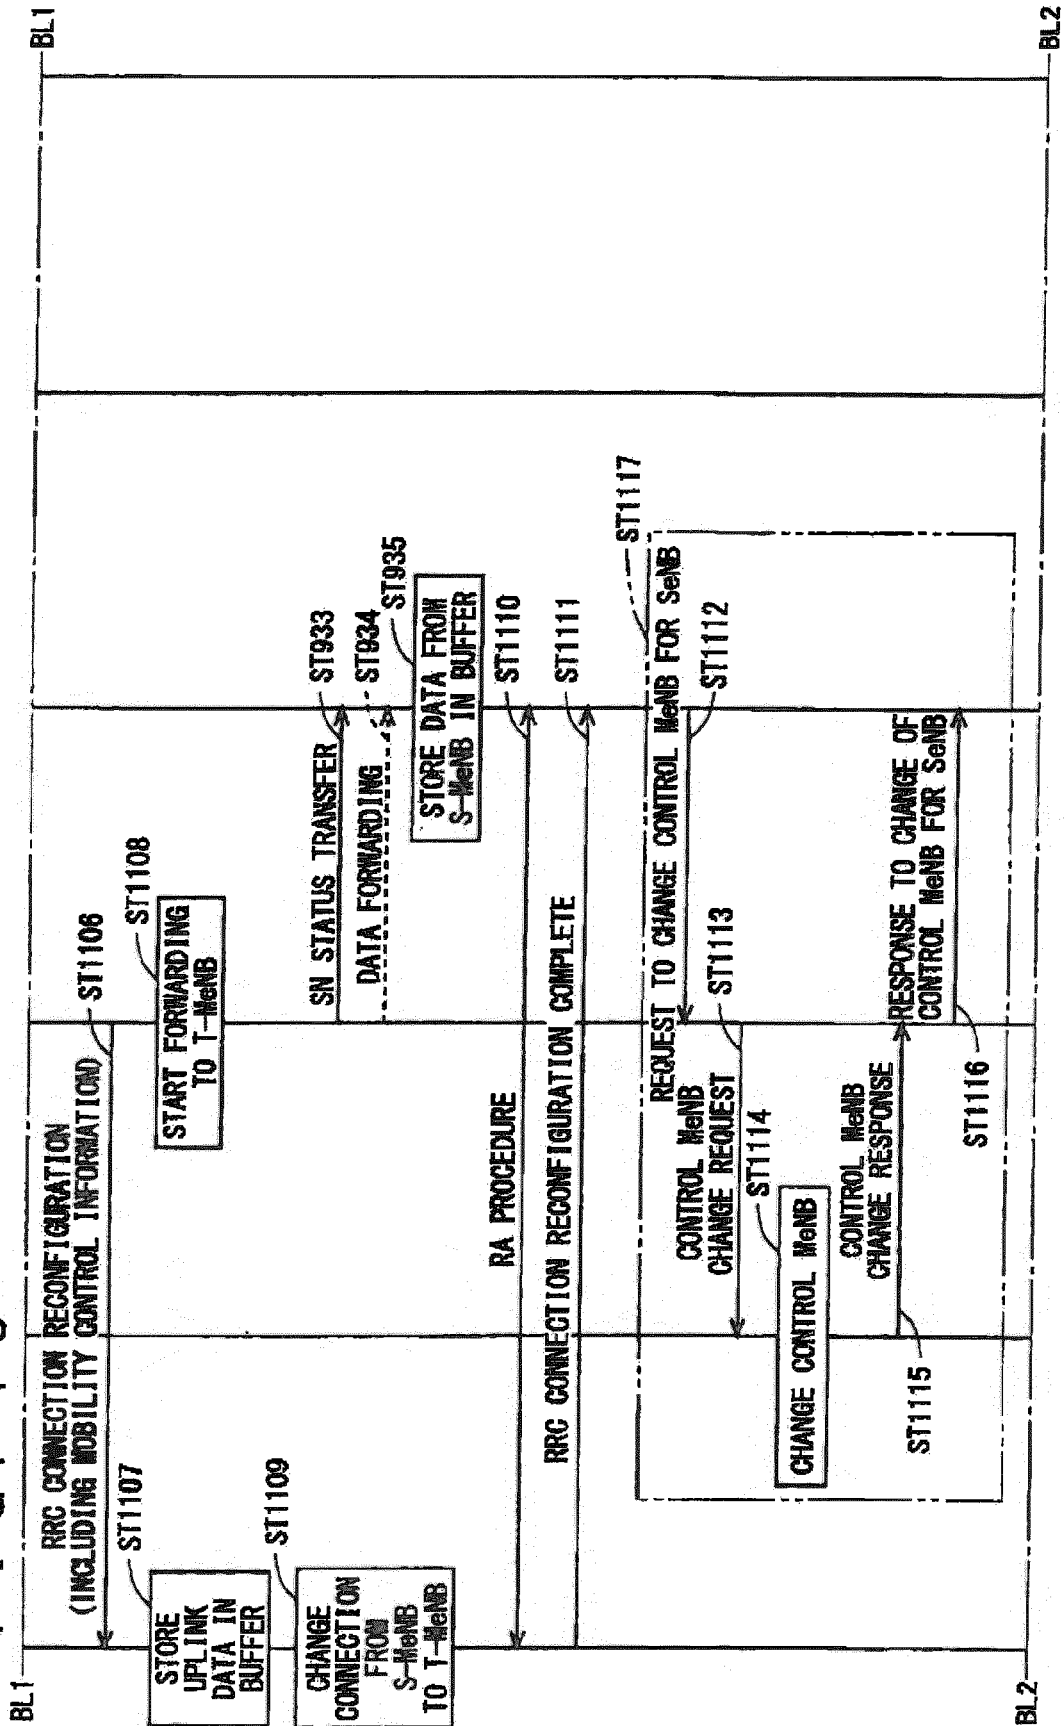 BL1
BL1
RRC CONNECTION RECONFIGURATION
(INCLUDING MOBILITY CONTROL INFORMATION)
ST1106
ST1107
STORE
UPLINK
DATA IN
BUFFER
ST1108
START FORWARDING
TO T-MeNB
ST1109
CHANGE
CONNECTION
FROM
S-MeNB
TO T-MeNB
SN STATUS TRANSFER
ST933
DATA FORWARDING
ST934
ST935
STORE DATA FROM
S-MeNB IN BUFFER
RA PROCEDURE
ST1110
RRC CONNECTION RECONFIGURATION COMPLETE
ST1111
ST1117
REQUEST TO CHANGE CONTROL MeNB FOR SeNB
ST1112
CONTROL MeNB
CHANGE REQUEST
ST1113
ST1114
CHANGE CONTROL MeNB
CONTROL MeNB
CHANGE RESPONSE
ST1115
RESPONSE TO CHANGE OF
CONTROL MeNB FOR SeNB
ST1116
BL2
BL2